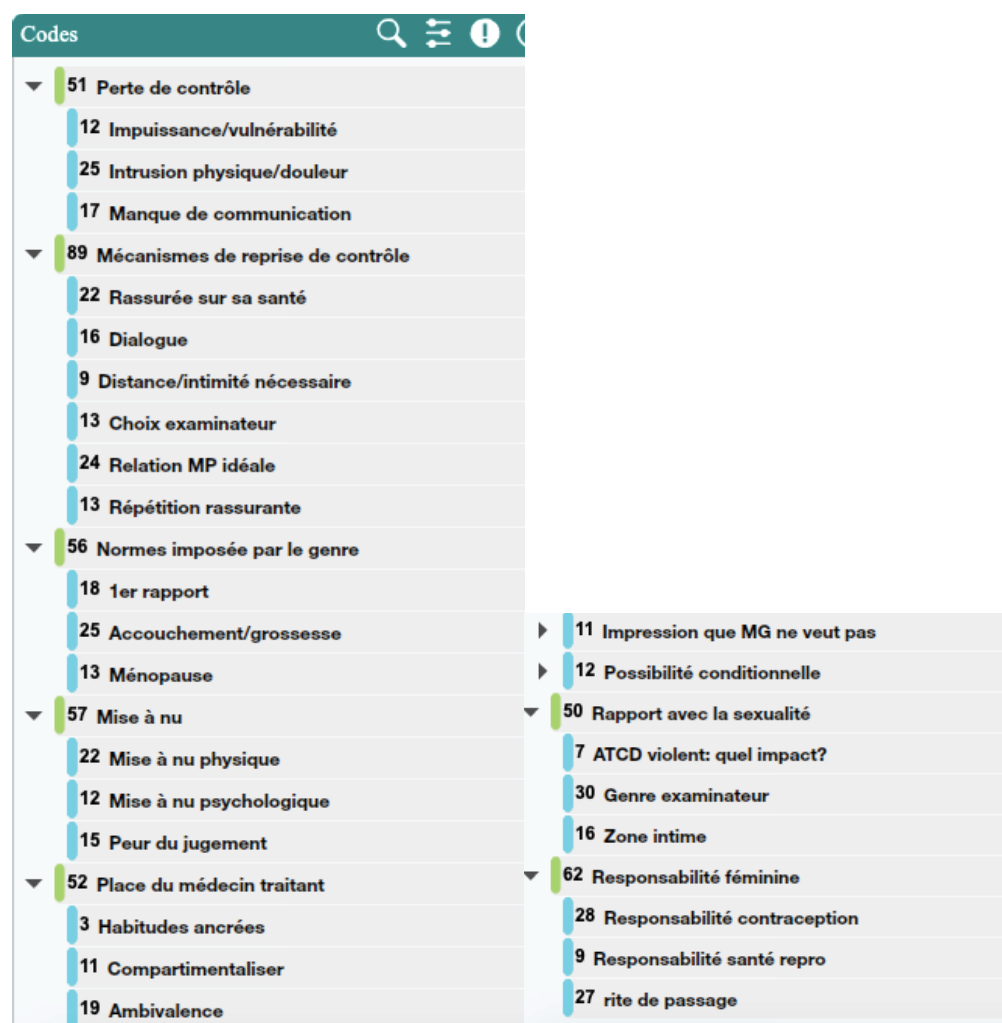 Codes
51 Perte de contrôle
12 Impuissance/vulnérabilité
25 Intrusion physique/douleur
17 Manque de communication
89 Mécanismes de reprise de contrôle
22 Rassurée sur sa santé
16 Dialogue
9 Distance/intimité nécessaire
13 Choix examinateur
24 Relation MP idéale
13 Répétition rassurante
56 Normes imposée par le genre
18 1er rapport
25 Accouchement/grossesse
13 Ménopause
57 Mise à nu
22 Mise à nu physique
12 Mise à nu psychologique
15 Peur du jugement
52 Place du médecin traitant
3 Habitudes ancrées
11 Compartimentaliser
19 Ambivalence
11 Impression que MG ne veut pas
12 Possibilité conditionnelle
50 Rapport avec la sexualité
7 ATCD violent: quel impact?
30 Genre examinateur
16 Zone intime
62 Responsabilité féminine
28 Responsabilité contraception
9 Responsabilité santé repro
27 rite de passage